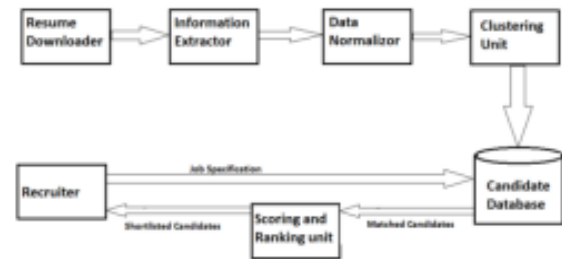 Resume
Downloader
Information
Extractor
Data
Normalizor
Clustering
Unit
Job Specification
Recruiter
Candidate
Database
Scoring and
Ranking unit
Shortlisted Candidates
Matched Candidates